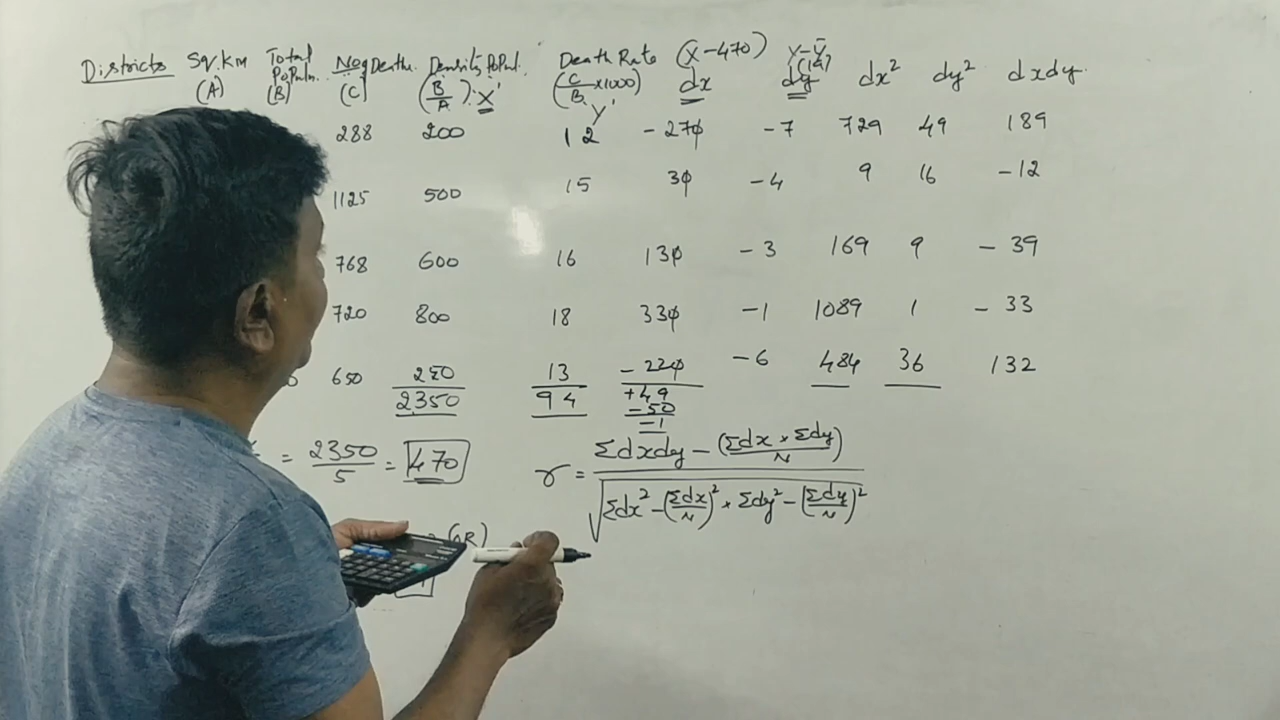 Districts Sq.km Total Populn. No of Deaths Density Popul. Death Rate (X-470) Y-Ȳ
(A) (B) (C) (B/A) X' (C/B x1000) Y' dx (19) dy dx² dy² dxdy
288 200 12 -270 -7 729 49 189
1125 500 15 30 -4 9 16 -12
768 600 16 130 -3 169 9 -39
720 800 18 330 -1 1089 1 -33
650 250 13 -220 -6 484 36 132
2350 94 +49
-50
-1
= 2350/5 = 470
r = Σdxdy - (Σdx × Σdy / N) / √Σdx² - (Σdx/N)² × Σdy² - (Σdy/N)²